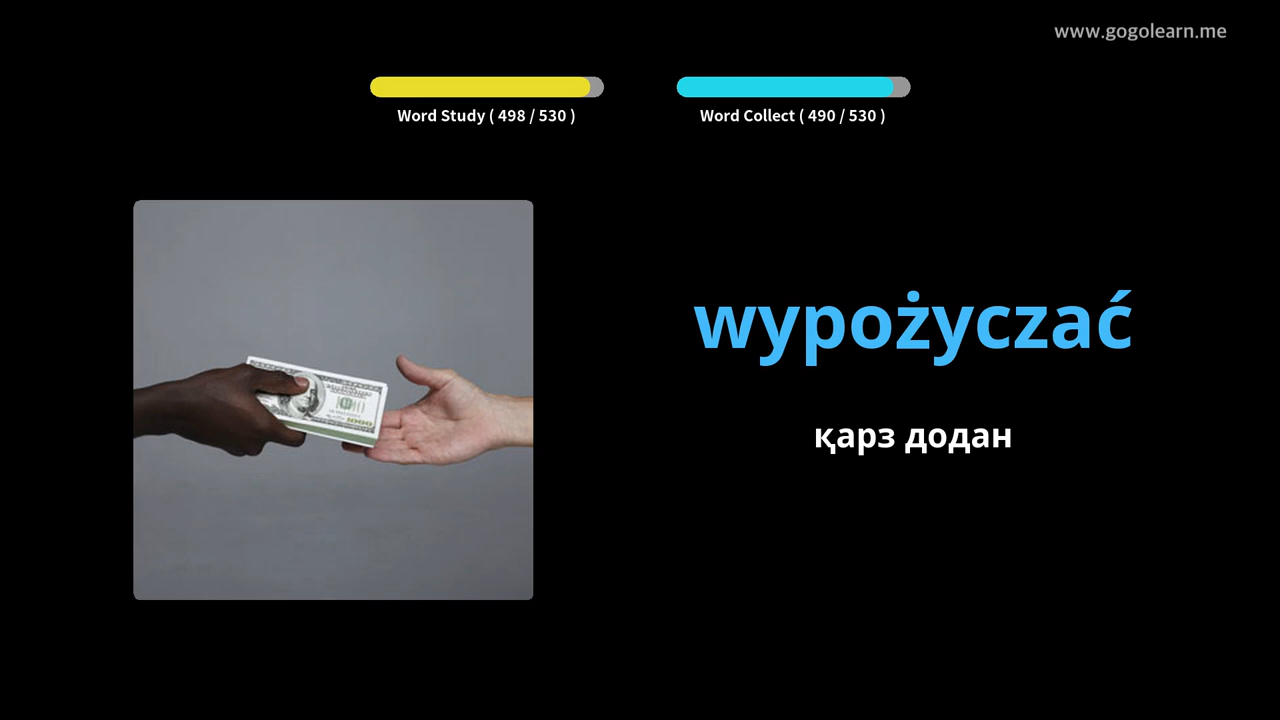 www.gogolearn.me
Word Study ( 498 / 530 )
Word Collect ( 490 / 530 )
wypożyczać
қарз додан